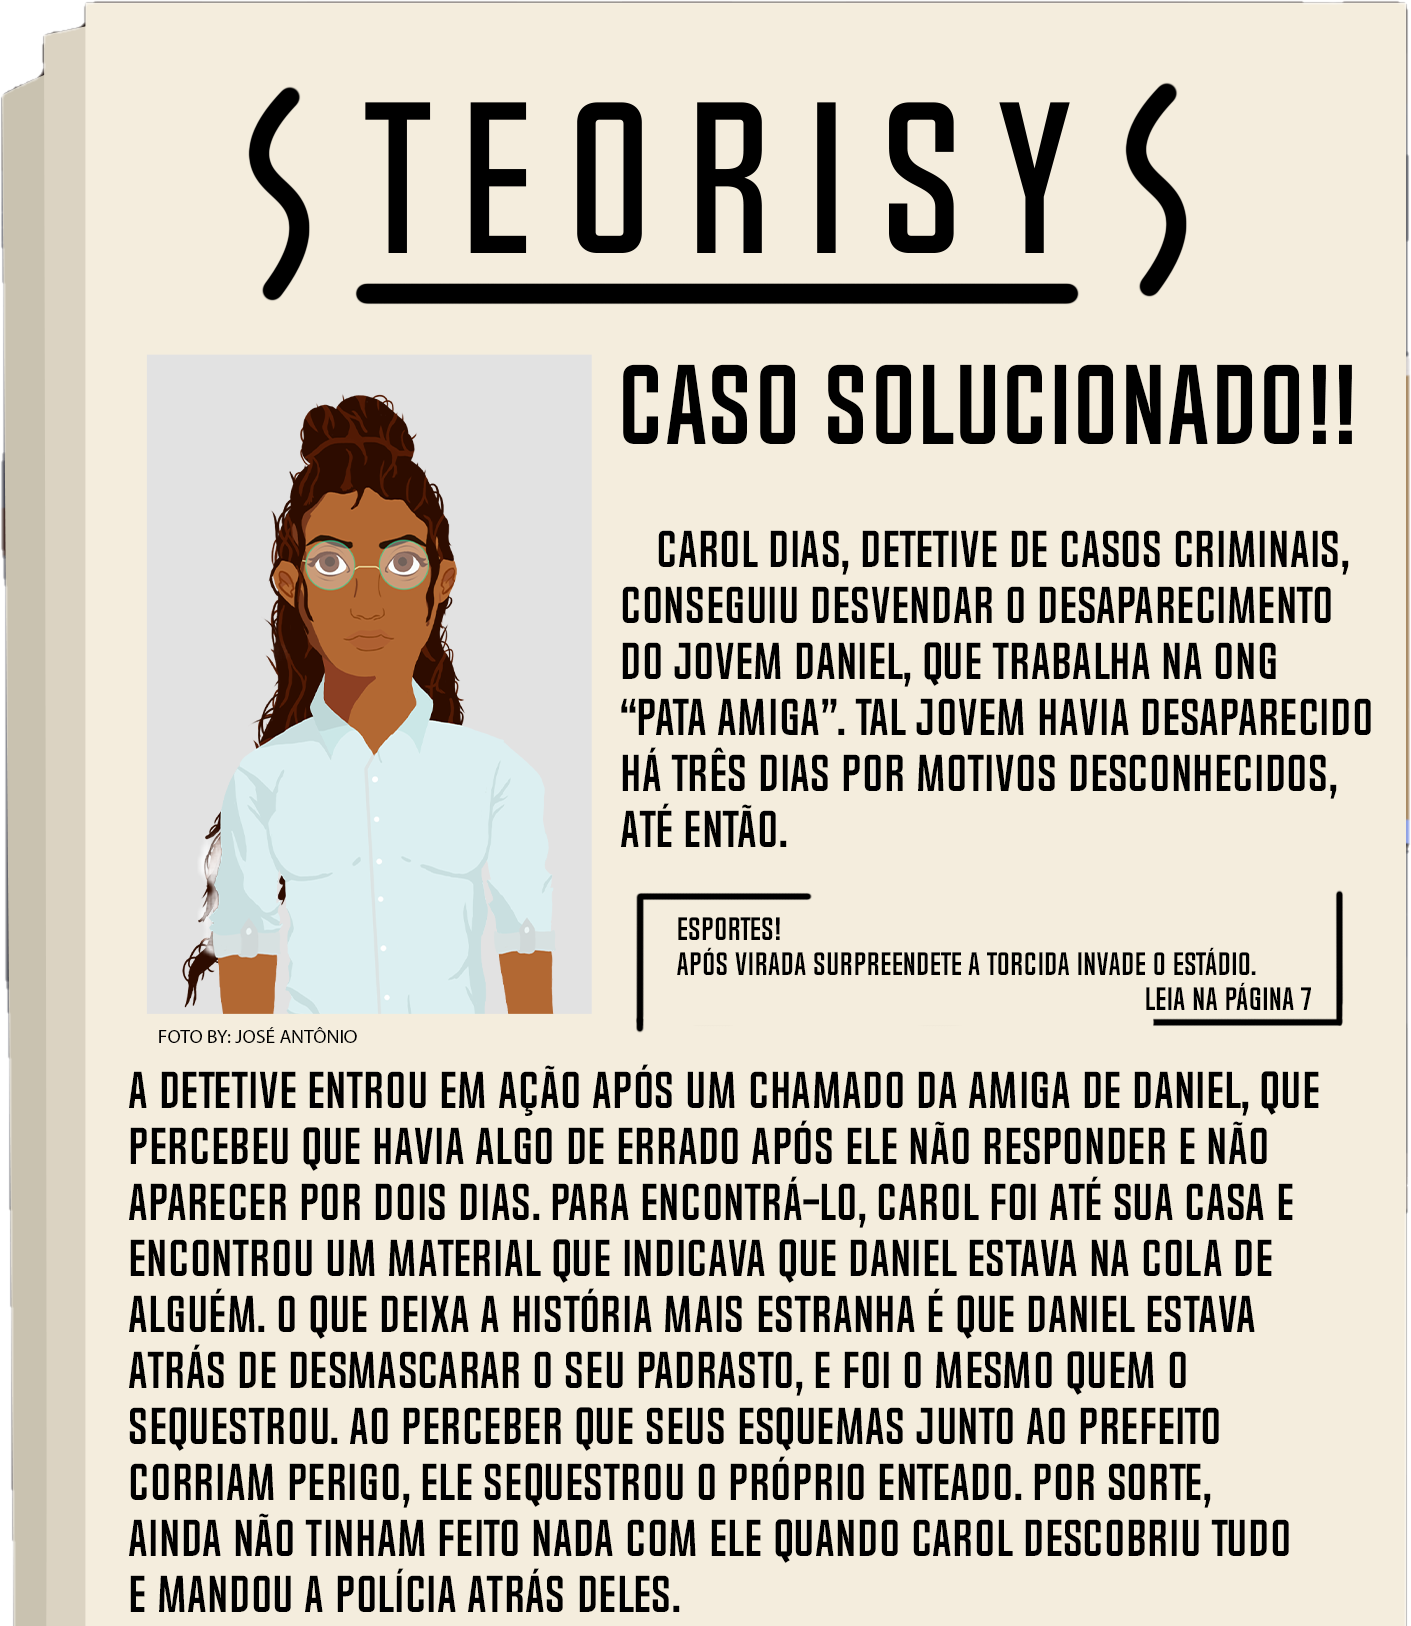 STEORISYS
CASO SOLUCIONADO!!
CAROL DIAS, DETETIVE DE CASOS CRIMINAIS,
CONSEGUIU DESVENDAR O DESAPARECIMENTO
DO JOVEM DANIEL, QUE TRABALHA NA ONG
“PATA AMIGA”. TAL JOVEM HAVIA DESAPARECIDO
HÁ TRÊS DIAS POR MOTIVOS DESCONHECIDOS,
ATÉ ENTÃO.
ESPORTES!
APÓS VIRADA SURPREENDETE A TORCIDA INVADE O ESTÁDIO.
LEIA NA PÁGINA 7
FOTO BY: JOSÉ ANTÔNIO
A DETETIVE ENTROU EM AÇÃO APÓS UM CHAMADO DA AMIGA DE DANIEL, QUE
PERCEBEU QUE HAVIA ALGO DE ERRADO APÓS ELE NÃO RESPONDER E NÃO
APARECER POR DOIS DIAS. PARA ENCONTRÁ-LO, CAROL FOI ATÉ SUA CASA E
ENCONTROU UM MATERIAL QUE INDICAVA QUE DANIEL ESTAVA NA COLA DE
ALGUÉM. O QUE DEIXA A HISTÓRIA MAIS ESTRANHA É QUE DANIEL ESTAVA
ATRÁS DE DESMASCARAR O SEU PADRASTO, E FOI O MESMO QUEM O
SEQUESTROU. AO PERCEBER QUE SEUS ESQUEMAS JUNTO AO PREFEITO
CORRIAM PERIGO, ELE SEQUESTROU O PRÓPRIO ENTEADO. POR SORTE,
AINDA NÃO TINHAM FEITO NADA COM ELE QUANDO CAROL DESCOBRIU TUDO
E MANDOU A POLÍCIA ATRÁS DELES.